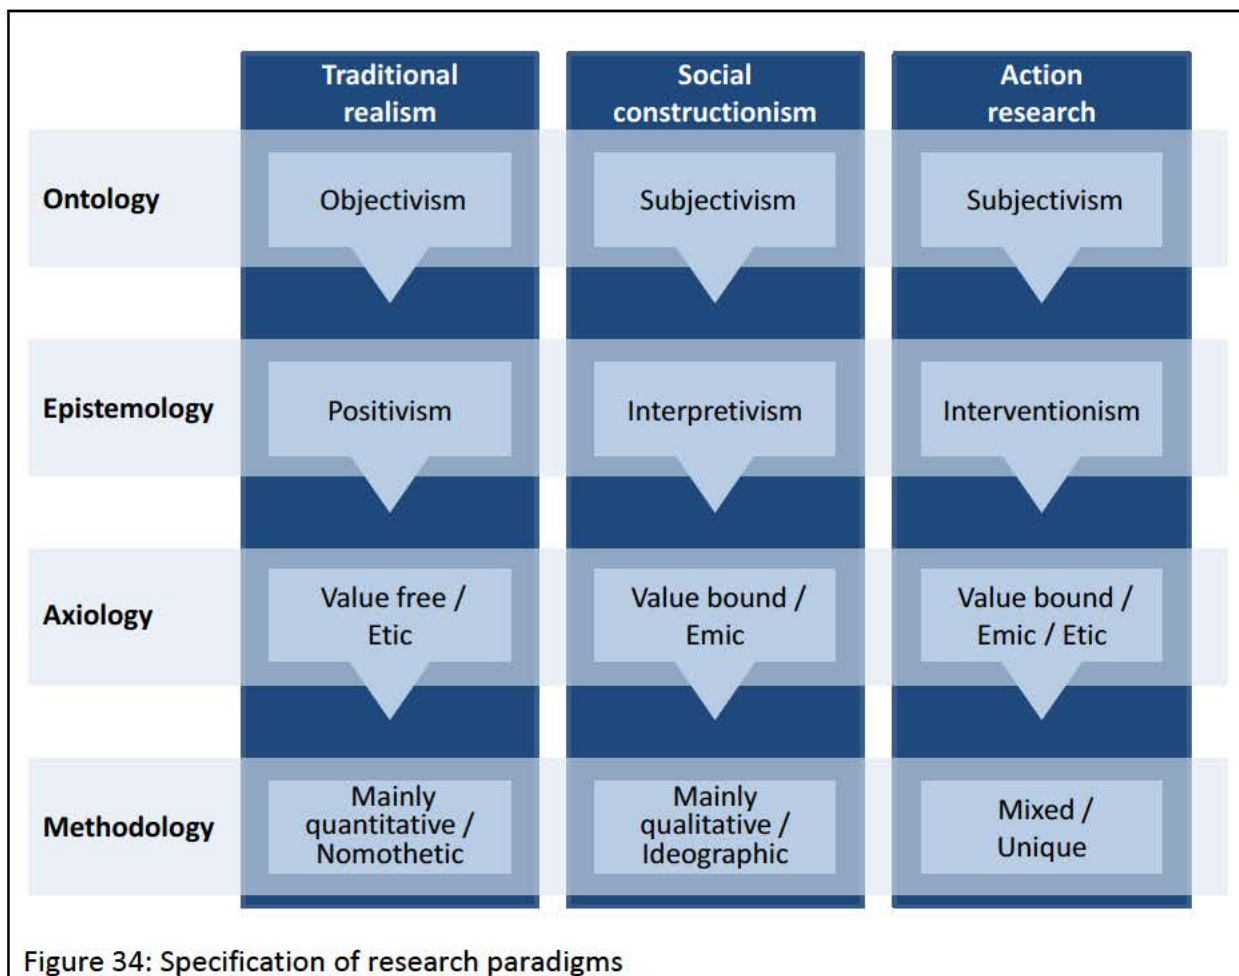 Traditional
realism
Social
constructionism
Action
research
Ontology
Objectivism
Subjectivism
Subjectivism
Epistemology
Positivism
Interpretivism
Interventionism
Axiology
Value free /
Etic
Value bound /
Emic
Value bound /
Emic / Etic
Methodology
Mainly
quantitative /
Nomothetic
Mainly
qualitative /
Ideographic
Mixed /
Unique
Figure 34: Specification of research paradigms